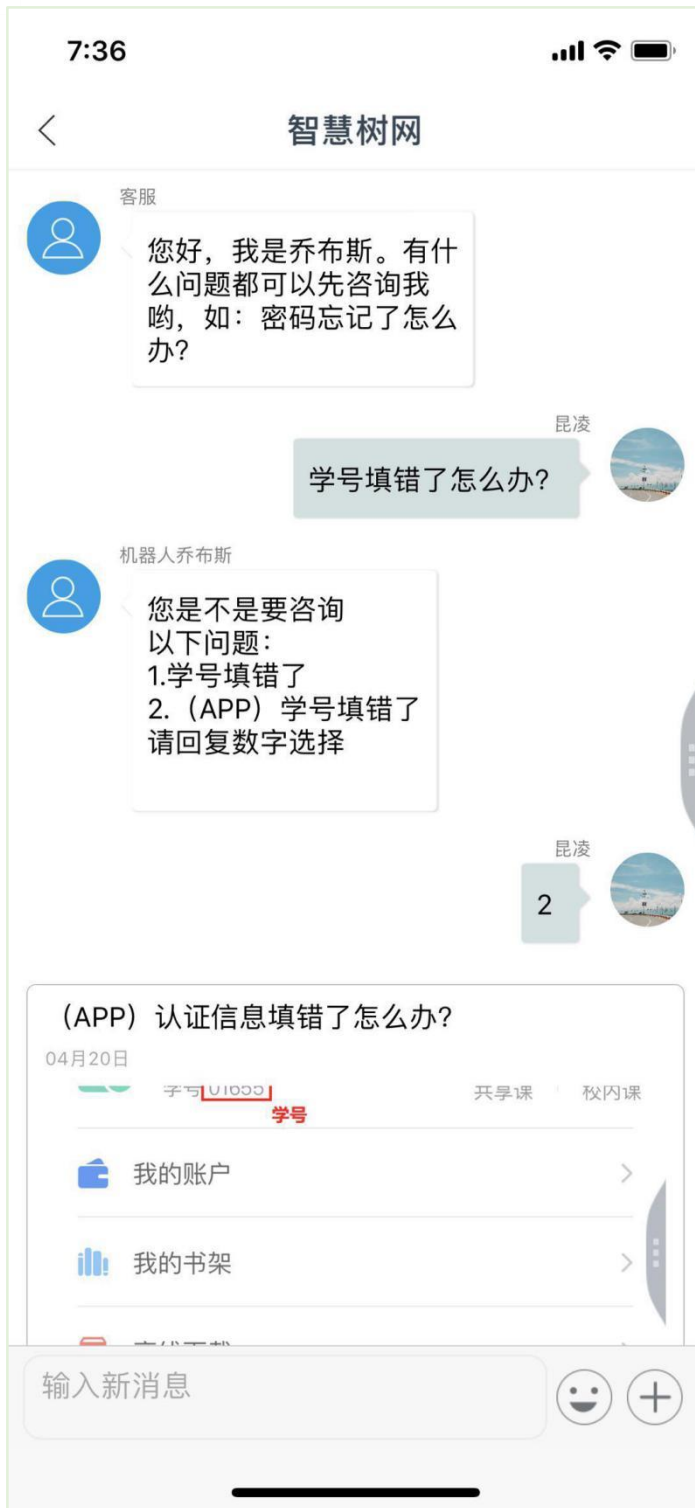 7:36
智慧树网
客服
您好，我是乔布斯。有什
么问题都可以先咨询我
哟，如：密码忘记了怎么
办？
昆凌
学号填错了怎么办？
机器人乔布斯
您是不是要咨询
以下问题：
1.学号填错了
2.（APP）学号填错了
请回复数字选择
昆凌
2
（APP）认证信息填错了怎么办？
04月20日
学号 01655 共享课 校内课
学号
我的账户
我的书架
输入新消息